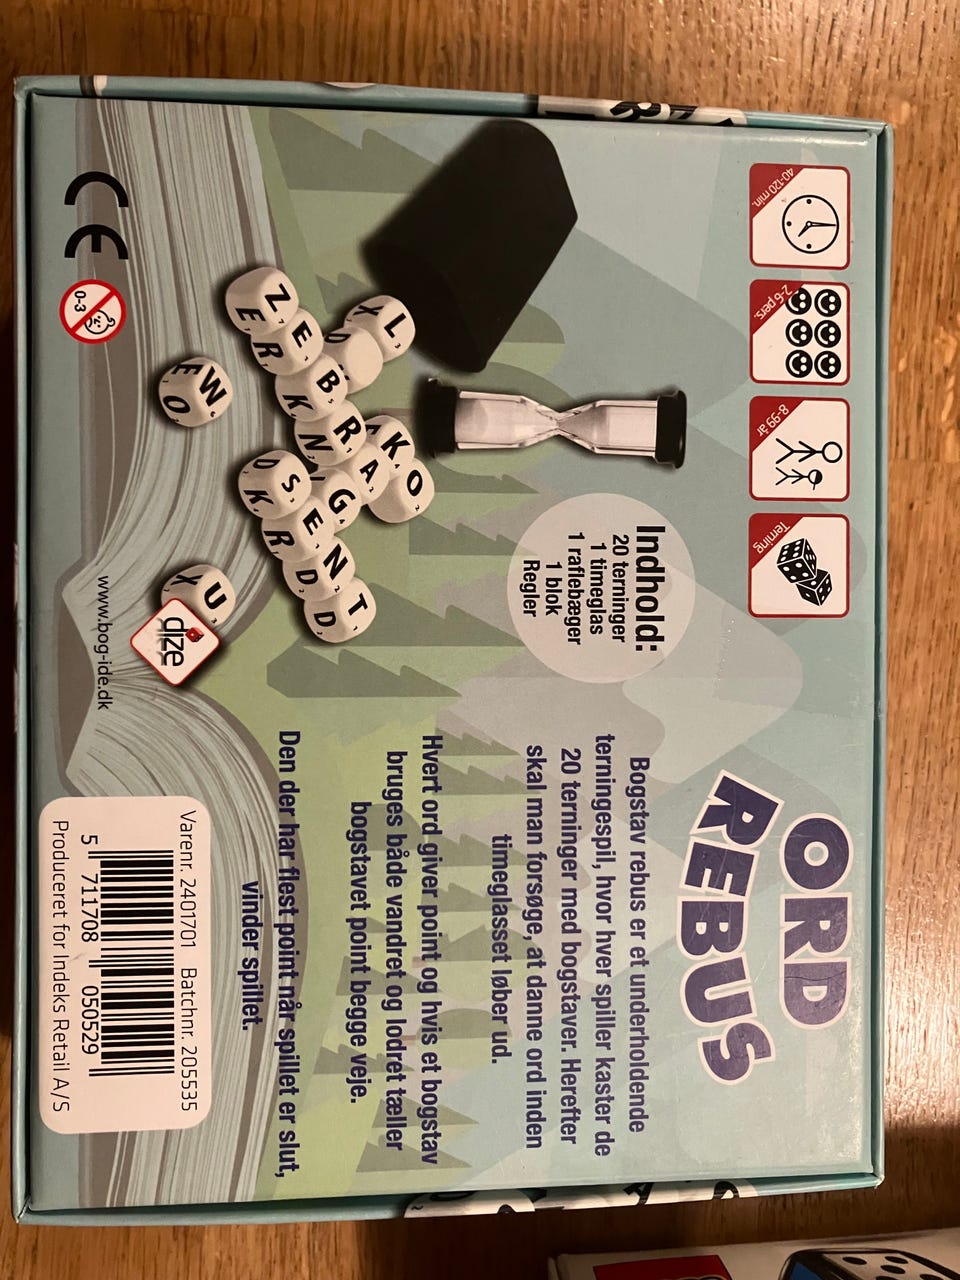 40-120 min.
2-6 pers.
8-99 år
Terning
ORD
REBUS
Indhold:
20 terninger
1 timeglas
1 raflebæger
1 blok
Regler
Bogstav rebus er et underholdende
terningespil, hvor hver spiller kaster de
20 terninger med bogstaver. Herefter
skal man forsøge, at danne ord inden
timeglasset løber ud.
Hvert ord giver point og hvis et bogstav
bruges både vandret og lodret tæller
bogstavet point begge veje.
Den der har flest point når spillet er slut,
vinder spillet.
L
Z E B R A
K O
S E N D
G
T
W
E O
U
X
dize
CE
0-3
www.bog-ide.dk
Varenr. 2401701 Batchnr. 205535
5 711708 050529
Produceret for Indeks Retail A/S